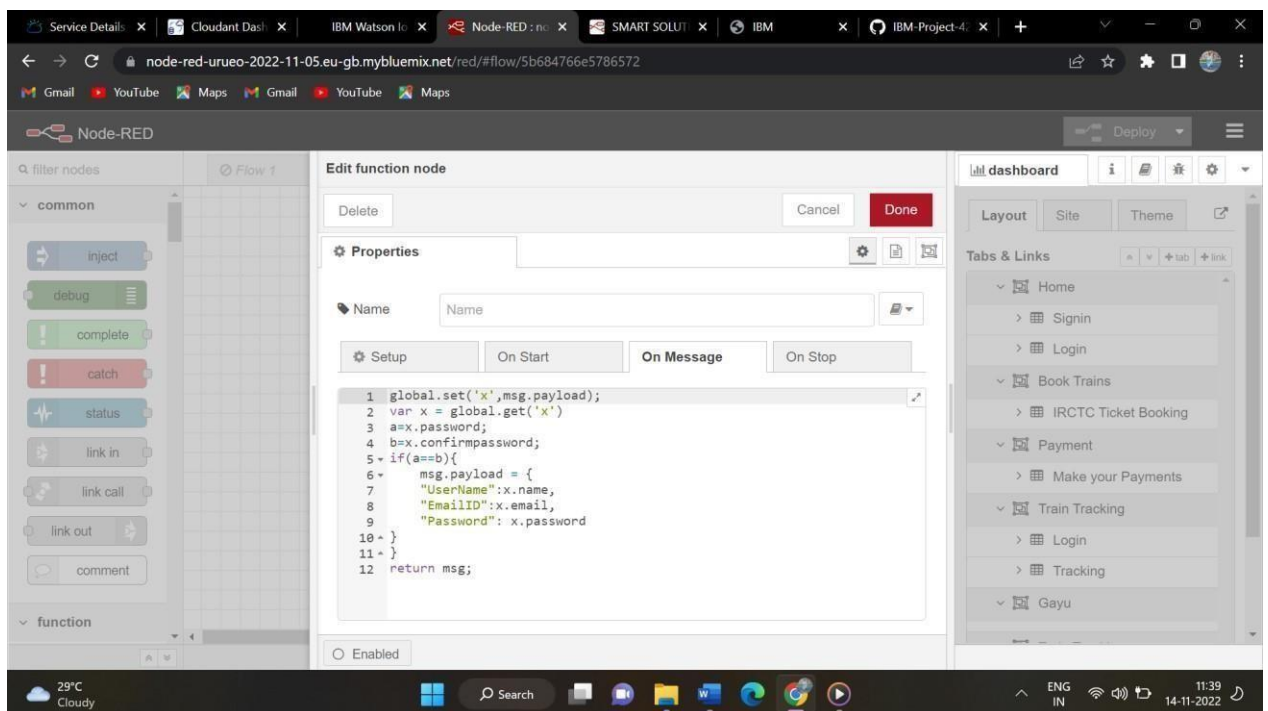 Service Details
Cloudant Dash
IBM Watson Io
Node-RED : no
SMART SOLUTI
IBM
IBM-Project-42
node-red-urueo-2022-11-05.eu-gb.mybluemix.net/red/#flow/5b684766e5786572
Gmail YouTube Maps Gmail YouTube Maps
Node-RED
Deploy
filter nodes
Flow 1
common
inject
debug
complete
catch
status
link in
link call
link out
comment
function
Edit function node
Delete
Cancel
Done
Properties
Name
Name
Setup
On Start
On Message
On Stop
1 global.set('x',msg.payload);
2 var x = global.get('x')
3 a=x.password;
4 b=x.confirmpassword;
5 if(a==b){
6 msg.payload = {
7 "UserName":x.name,
8 "EmailID":x.email,
9 "Password": x.password
10 }
11 }
12 return msg;
Enabled
dashboard
i
Layout
Site
Theme
Tabs & Links
+tab
+link
Home
Signin
Login
Book Trains
IRCTC Ticket Booking
Payment
Make your Payments
Train Tracking
Login
Tracking
Gayu
29°C
Cloudy
Search
ENG
IN
11:39
14-11-2022